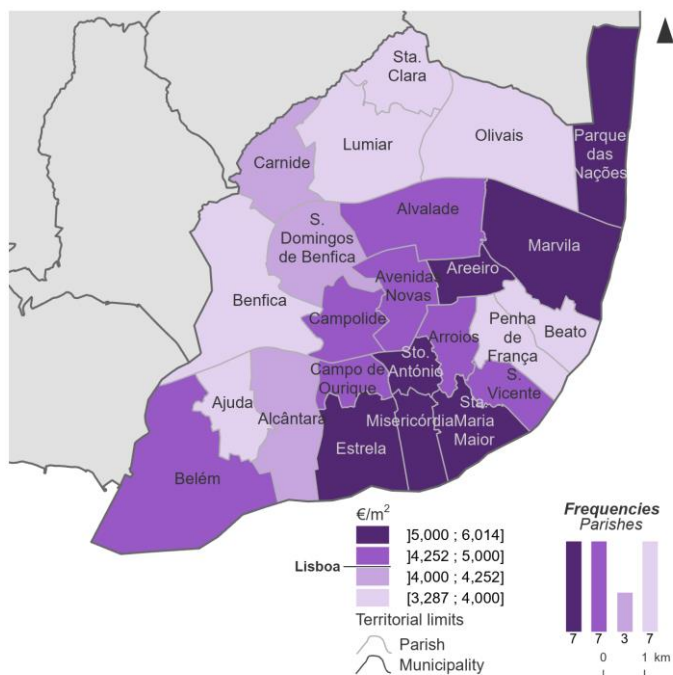 Sta.
Clara
Lumiar
Olivais
Parque
das
Nações
Carnide
S.
Domingos
de Benfica
Alvalade
Marvila
Areeiro
Avenidas
Novas
Benfica
Campolide
Arroios
Penha
de
França
Beato
Sto.
António
Campo de
Ourique
S.
Vicente
Ajuda
Alcântara
Estrela
Misericórdia
Sta.
Maria
Maior
Belém
€/m²
]5,000 ; 6,014]
]4,252 ; 5,000]
Lisboa
]4,000 ; 4,252]
[3,287 ; 4,000]
Territorial limits
Parish
Municipality
Frequencies
Parishes
7 7 3 7
0 1 km